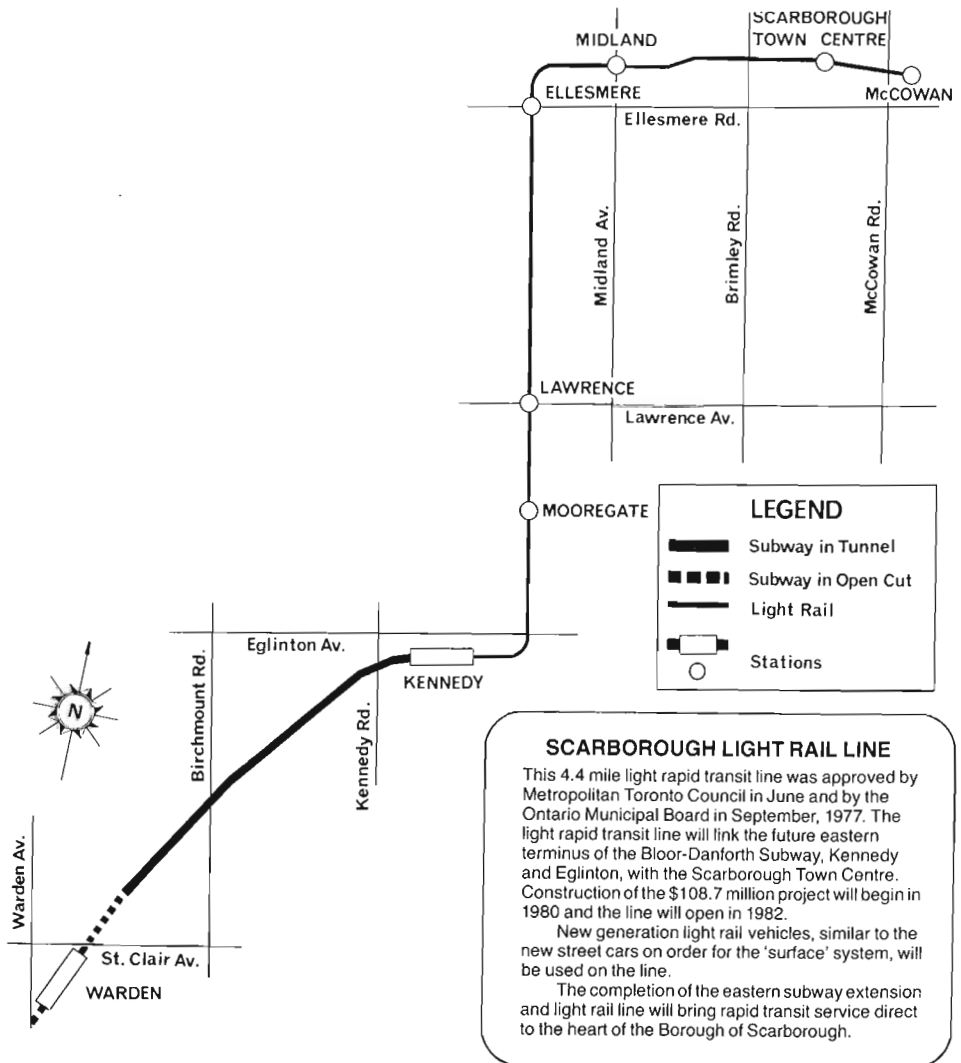 SCARBOROUGH
TOWN CENTRE
MIDLAND
McCOWAN
ELLESMERE
Ellesmere Rd.
Midland Av.
Brimley Rd.
McCowan Rd.
LAWRENCE
Lawrence Av.
MOOREGATE
LEGEND
Subway in Tunnel
Subway in Open Cut
Light Rail
Stations
Eglinton Av.
KENNEDY
Birchmount Rd.
Kennedy Rd.
N
Warden Av.
St. Clair Av.
WARDEN
SCARBOROUGH LIGHT RAIL LINE
This 4.4 mile light rapid transit line was approved by
Metropolitan Toronto Council in June and by the
Ontario Municipal Board in September, 1977. The
light rapid transit line will link the future eastern
terminus of the Bloor-Danforth Subway, Kennedy
and Eglinton, with the Scarborough Town Centre.
Construction of the $108.7 million project will begin in
1980 and the line will open in 1982.
New generation light rail vehicles, similar to the
new street cars on order for the 'surface' system, will
be used on the line.
The completion of the eastern subway extension
and light rail line will bring rapid transit service direct
to the heart of the Borough of Scarborough.